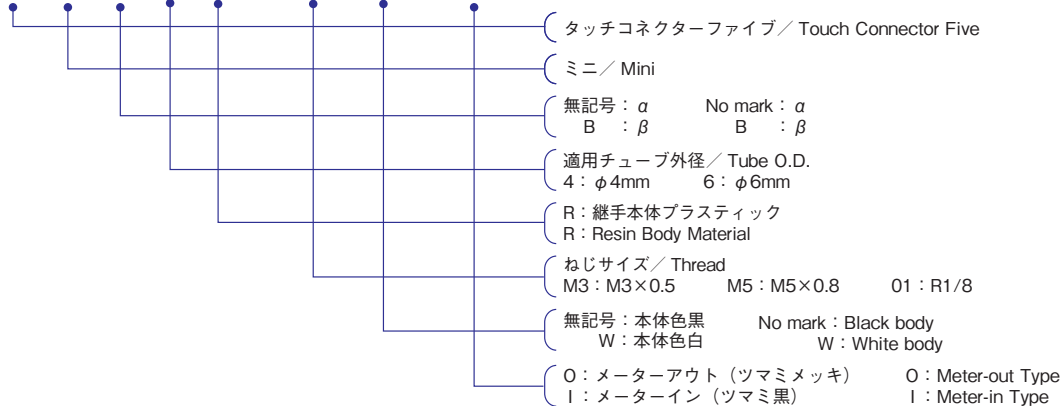 タッチコネクターファイブ／Touch Connector Five
ミニ／Mini
無記号：α No mark：α
B ：β B ：β
適用チューブ外径／Tube O.D.
4：φ4mm 6：φ6mm
R：継手本体プラスティック
R：Resin Body Material
ねじサイズ／Thread
M3：M3×0.5 M5：M5×0.8 01：R1/8
無記号：本体色黒 No mark：Black body
W：本体色白 W：White body
O：メーターアウト（ツマミメッキ） O：Meter-out Type
I：メーターイン（ツマミ黒） I：Meter-in Type